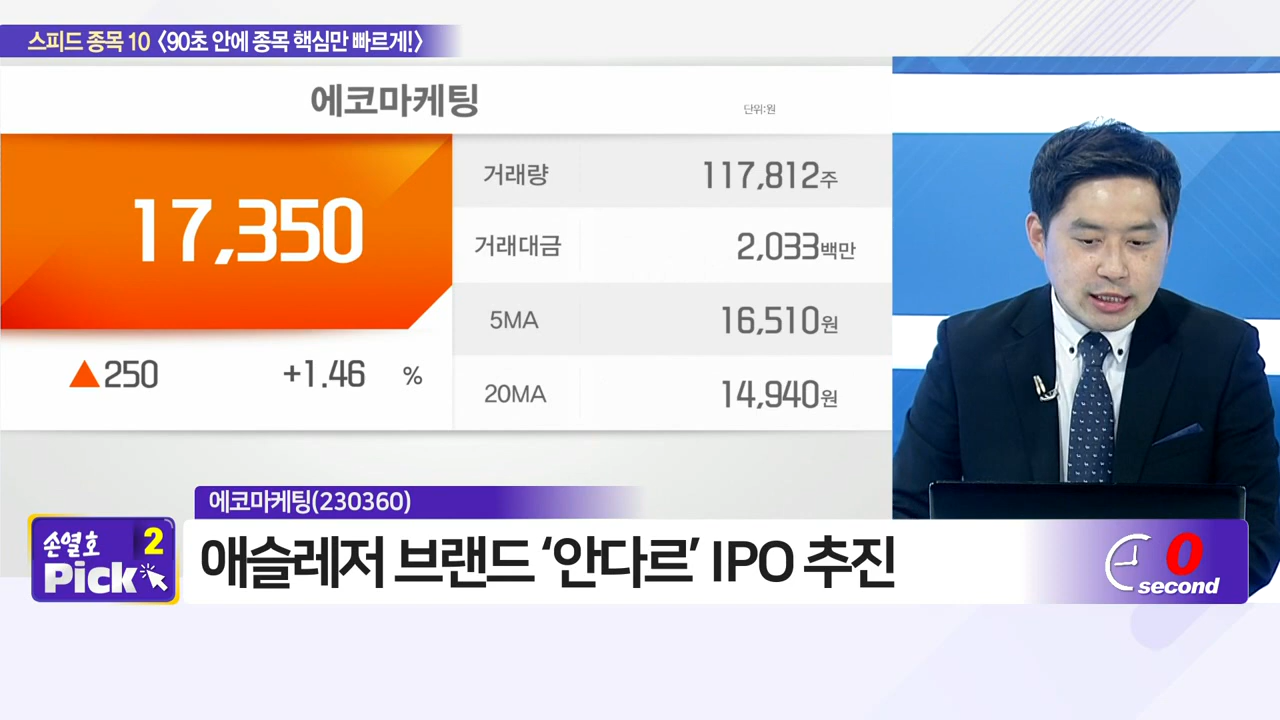 스피드 종목 10 〈90초 안에 종목 핵심만 빠르게!〉
에코마케팅
단위:원
17,350
▲250 +1.46 %
거래량 117,812주
거래대금 2,033백만
5MA 16,510원
20MA 14,940원
에코마케팅(230360)
손열호 2
Pick
애슬레저 브랜드 ‘안다르’ IPO 추진
0
second